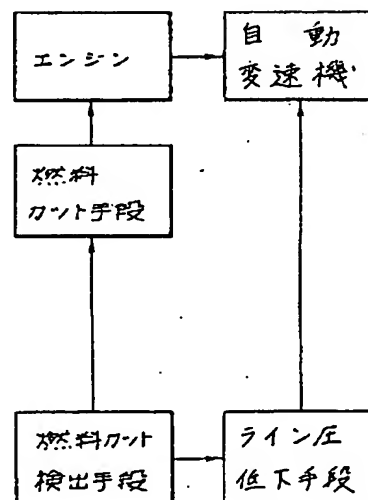 エンジン
自動
変速機
燃料
カット手段
燃料カット
検出手段
ライン圧
低下手段